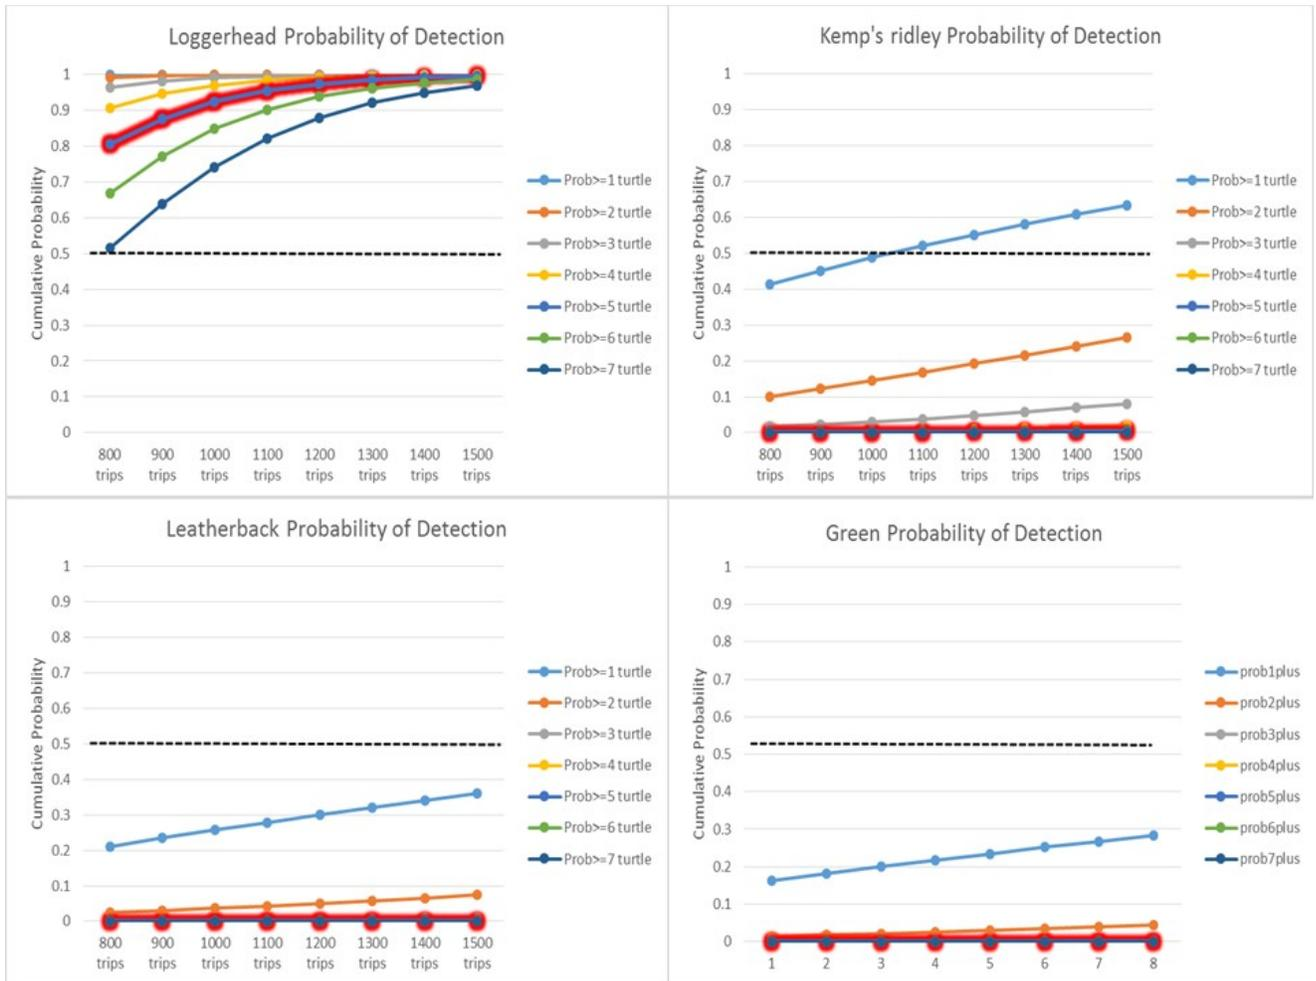 Loggerhead Probability of Detection
Cumulative Probability
1
0.9
0.8
0.7
0.6
0.5
0.4
0.3
0.2
0.1
0
800 900 1000 1100 1200 1300 1400 1500
trips trips trips trips trips trips trips trips
Prob>=1 turtle
Prob>=2 turtle
Prob>=3 turtle
Prob>=4 turtle
Prob>=5 turtle
Prob>=6 turtle
Prob>=7 turtle
Kemp's ridley Probability of Detection
Cumulative Probability
1
0.9
0.8
0.7
0.6
0.5
0.4
0.3
0.2
0.1
0
800 900 1000 1100 1200 1300 1400 1500
trips trips trips trips trips trips trips trips
Prob>=1 turtle
Prob>=2 turtle
Prob>=3 turtle
Prob>=4 turtle
Prob>=5 turtle
Prob>=6 turtle
Prob>=7 turtle
Leatherback Probability of Detection
Cumulative Probability
1
0.9
0.8
0.7
0.6
0.5
0.4
0.3
0.2
0.1
0
800 900 1000 1100 1200 1300 1400 1500
trips trips trips trips trips trips trips trips
Prob>=1 turtle
Prob>=2 turtle
Prob>=3 turtle
Prob>=4 turtle
Prob>=5 turtle
Prob>=6 turtle
Prob>=7 turtle
Green Probability of Detection
Cumulative Probability
1
0.9
0.8
0.7
0.6
0.5
0.4
0.3
0.2
0.1
0
1 2 3 4 5 6 7 8
prob1plus
prob2plus
prob3plus
prob4plus
prob5plus
prob6plus
prob7plus